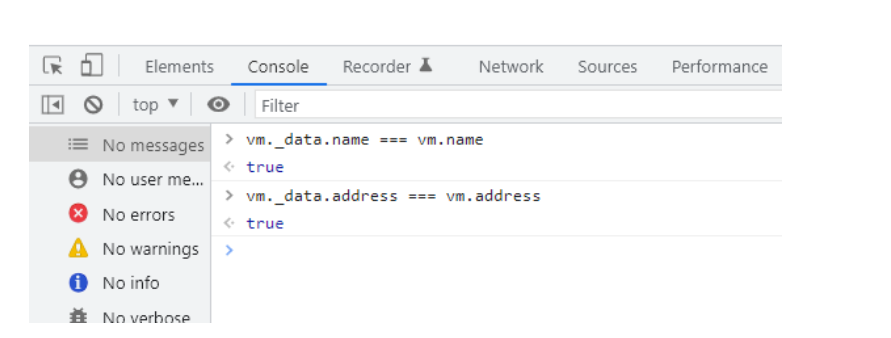 Elements Console Recorder Network Sources Performance
top Filter
No messages
No user me...
No errors
No warnings
No info
No verbose
> vm._data.name === vm.name
true
> vm._data.address === vm.address
true
>